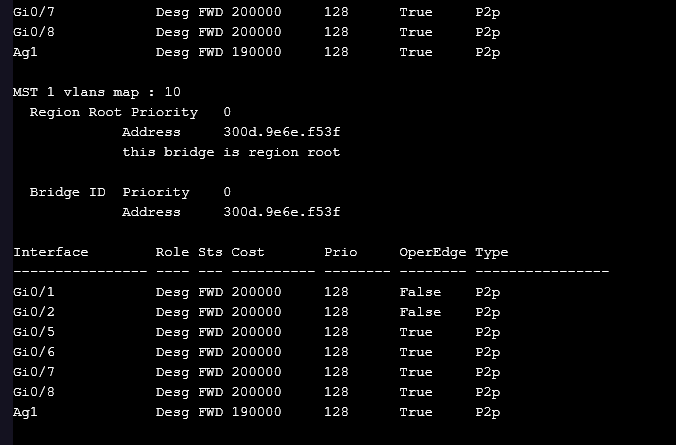 Gi0/7 Desg FWD 200000 128 True P2p
Gi0/8 Desg FWD 200000 128 True P2p
Ag1 Desg FWD 190000 128 True P2p
MST 1 vlans map : 10
Region Root Priority 0
Address 300d.9e6e.f53f
this bridge is region root
Bridge ID Priority 0
Address 300d.9e6e.f53f
Interface Role Sts Cost Prio OperEdge Type
---------------- ---- --- ---------- -------- -------- ----------------
Gi0/1 Desg FWD 200000 128 False P2p
Gi0/2 Desg FWD 200000 128 False P2p
Gi0/5 Desg FWD 200000 128 True P2p
Gi0/6 Desg FWD 200000 128 True P2p
Gi0/7 Desg FWD 200000 128 True P2p
Gi0/8 Desg FWD 200000 128 True P2p
Ag1 Desg FWD 190000 128 True P2p